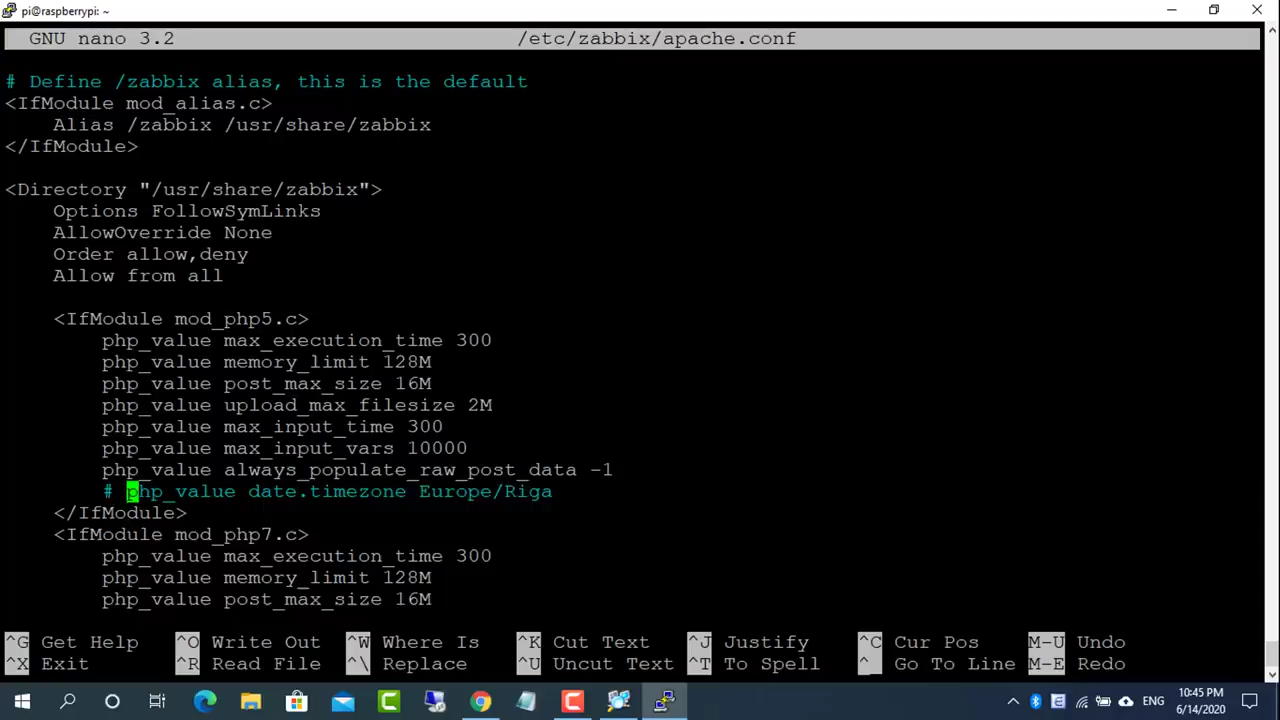 pi@raspberrypi: ~
GNU nano 3.2 /etc/zabbix/apache.conf
# Define /zabbix alias, this is the default
<IfModule mod_alias.c>
Alias /zabbix /usr/share/zabbix
</IfModule>
<Directory "/usr/share/zabbix">
Options FollowSymLinks
AllowOverride None
Order allow,deny
Allow from all
<IfModule mod_php5.c>
php_value max_execution_time 300
php_value memory_limit 128M
php_value post_max_size 16M
php_value upload_max_filesize 2M
php_value max_input_time 300
php_value max_input_vars 10000
php_value always_populate_raw_post_data -1
# php_value date.timezone Europe/Riga
</IfModule>
<IfModule mod_php7.c>
php_value max_execution_time 300
php_value memory_limit 128M
php_value post_max_size 16M
^G Get Help ^O Write Out ^W Where Is ^K Cut Text ^J Justify ^C Cur Pos M-U Undo
^X Exit ^R Read File ^\ Replace ^U Uncut Text ^T To Spell ^_ Go To Line M-E Redo
ENG 10:45 PM
6/14/2020